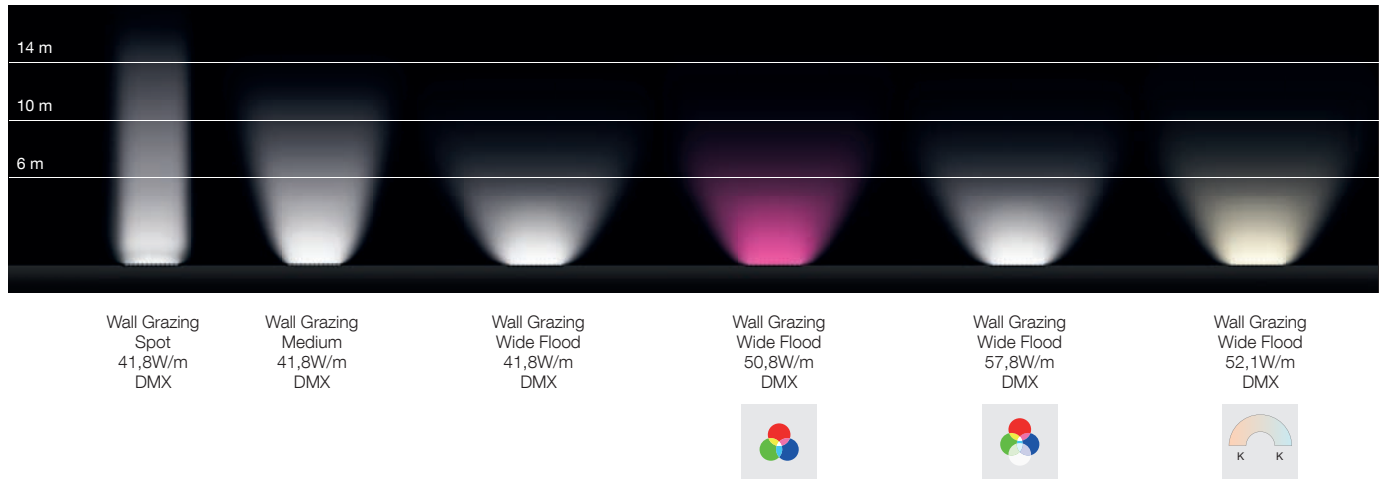 14 m
10 m
6 m
Wall Grazing
Spot
41,8W/m
DMX
Wall Grazing
Medium
41,8W/m
DMX
Wall Grazing
Wide Flood
41,8W/m
DMX
Wall Grazing
Wide Flood
50,8W/m
DMX
Wall Grazing
Wide Flood
57,8W/m
DMX
Wall Grazing
Wide Flood
52,1W/m
DMX
K K